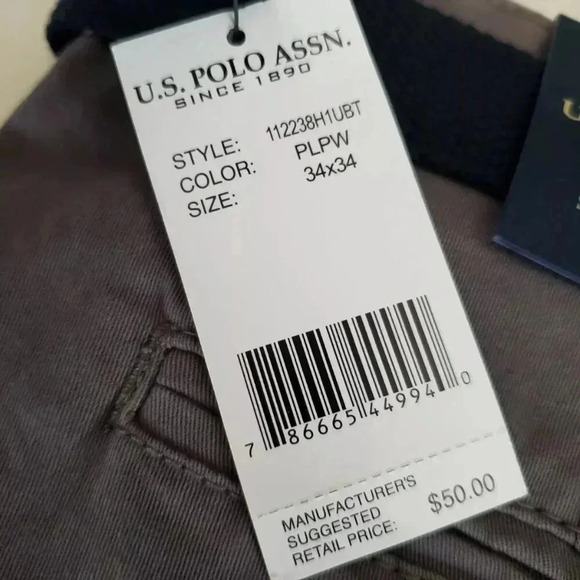 U.S. POLO ASSN.
SINCE 1890
STYLE: 112238H1UBT
COLOR: PLPW
SIZE: 34x34
7 86665 44994 0
MANUFACTURER'S
SUGGESTED
RETAIL PRICE: $50.00